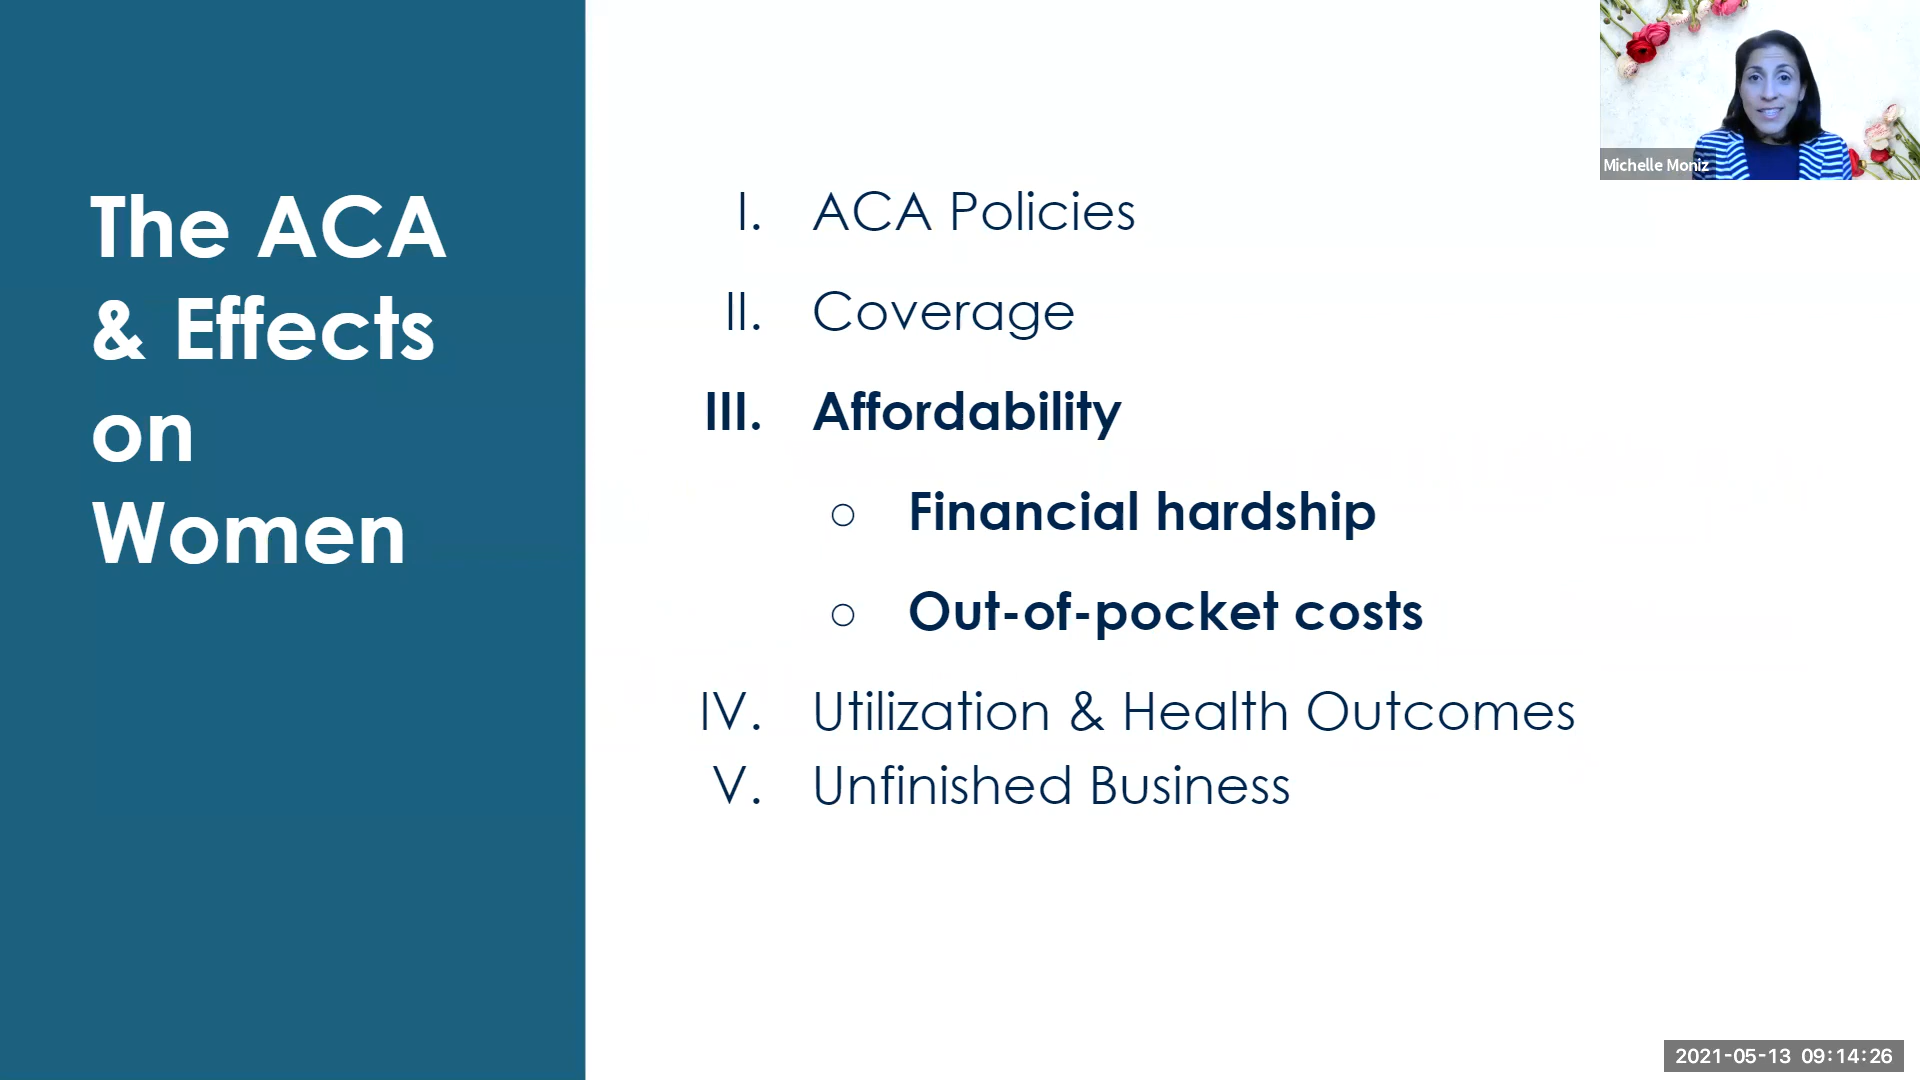 The ACA
& Effects
on
Women
I. ACA Policies
II. Coverage
III. Affordability
○ Financial hardship
○ Out-of-pocket costs
IV. Utilization & Health Outcomes
V. Unfinished Business
Michelle Moniz
2021-05-13 09:14:26